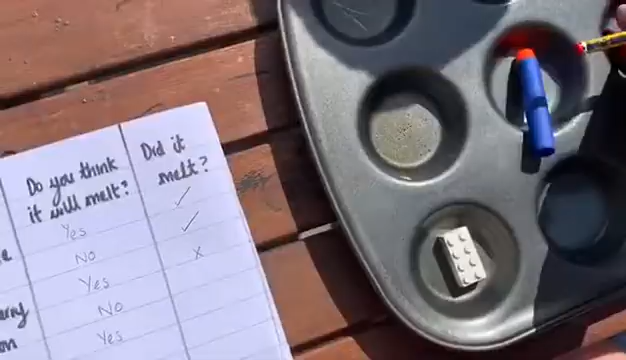 Do you think it will melt?
Did it melt?
Yes ✓
No ✓
Yes x
No
Yes